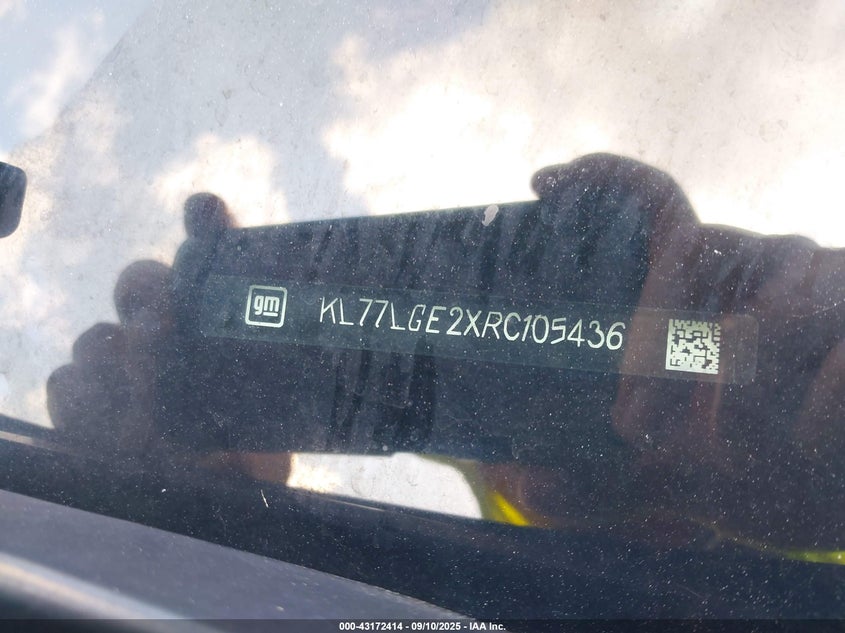 gm KL77LGE2XRC105436
000-43172414 - 09/10/2025 - IAA Inc.